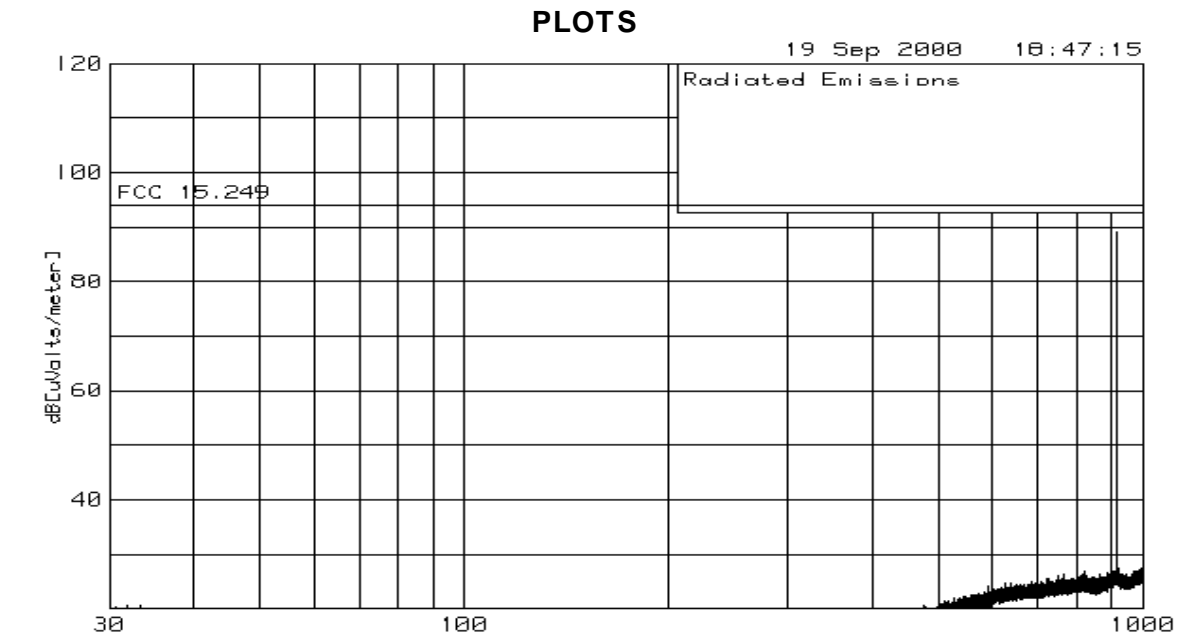 PLOTS
19 Sep 2000 18:47:15
Radiated Emissions
FCC 15.249
dB[uVolts/meter]
120
100
80
60
40
30 100 1000